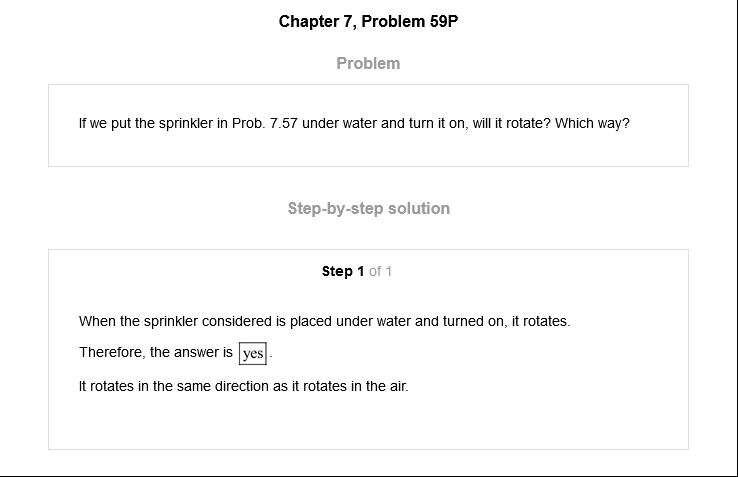 Chapter 7, Problem 59P
Problem
If we put the sprinkler in Prob. 7.57 under water and turn it on, will it rotate? Which way?
Step-by-step solution
Step 1 of 1
When the sprinkler considered is placed under water and turned on, it rotates.
Therefore, the answer is yes.
It rotates in the same direction as it rotates in the air.